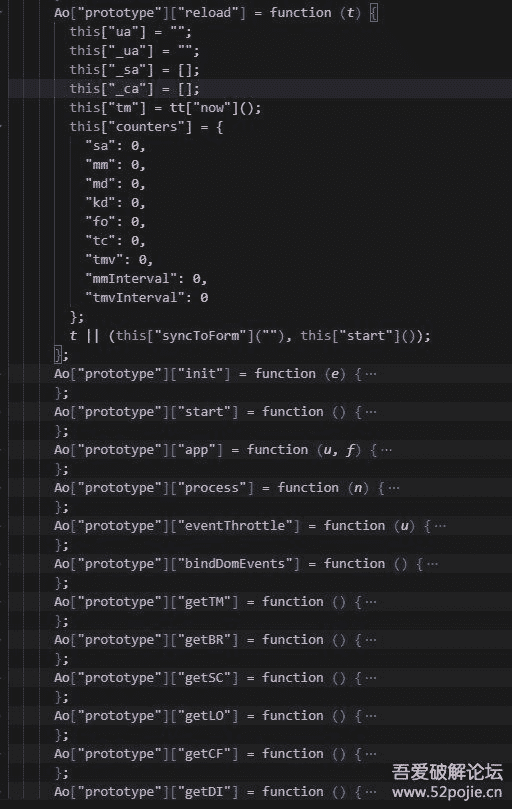 Ao["prototype"]["reload"] = function (t) {
this["ua"] = "";
this["_ua"] = "";
this["_sa"] = [];
this["_ca"] = [];
this["tm"] = tt["now"]();
this["counters"] = {
"sa": 0,
"mm": 0,
"md": 0,
"kd": 0,
"fo": 0,
"tc": 0,
"tmv": 0,
"mmInterval": 0,
"tmvInterval": 0
};
t || (this["syncToForm"](""), this["start"]());
};
Ao["prototype"]["init"] = function (e) {···
};
Ao["prototype"]["start"] = function () {···
};
Ao["prototype"]["app"] = function (u, f) {···
};
Ao["prototype"]["process"] = function (n) {···
};
Ao["prototype"]["eventThrottle"] = function (u) {···
};
Ao["prototype"]["bindDomEvents"] = function () {···
};
Ao["prototype"]["getTM"] = function () {···
};
Ao["prototype"]["getBR"] = function () {···
};
Ao["prototype"]["getSC"] = function () {···
};
Ao["prototype"]["getLO"] = function () {···
};
Ao["prototype"]["getCF"] = function () {···
};
Ao["prototype"]["getDI"] = function () {···
吾爱破解论坛
www.52pojie.cn